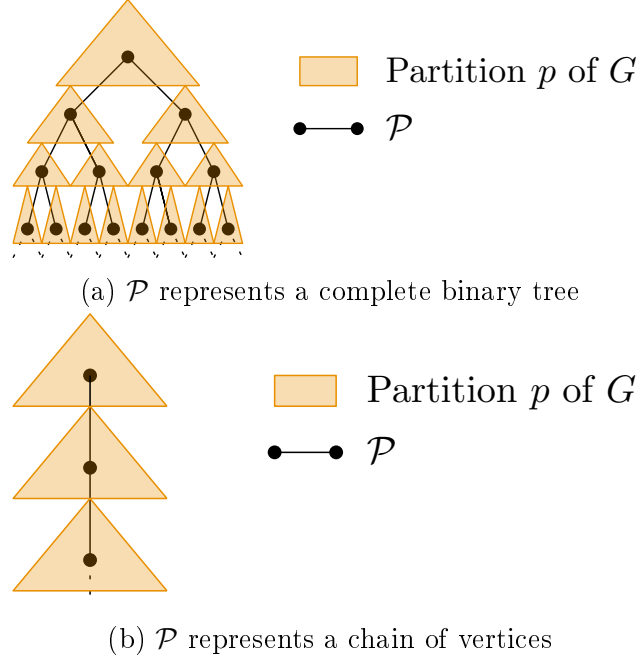 Partition p of G
𝒫
(a) 𝒫 represents a complete binary tree
Partition p of G
𝒫
(b) 𝒫 represents a chain of vertices